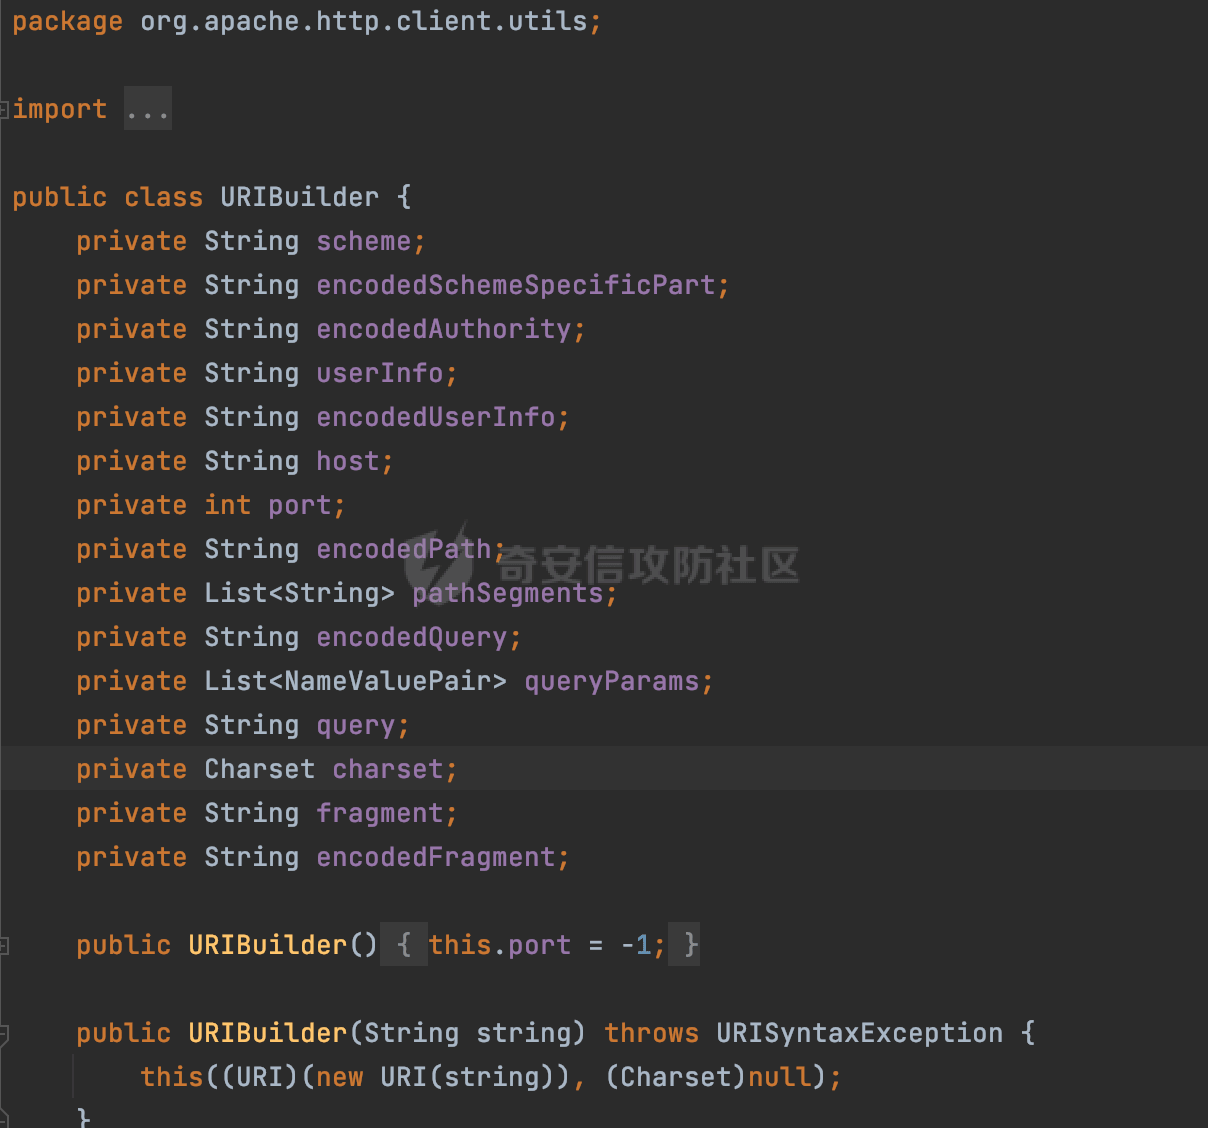 package org.apache.http.client.utils;
import ...
public class URIBuilder {
private String scheme;
private String encodedSchemeSpecificPart;
private String encodedAuthority;
private String userInfo;
private String encodedUserInfo;
private String host;
private int port;
private String encodedPath;
奇安信攻防社区
private List<String> pathSegments;
private String encodedQuery;
private List<NameValuePair> queryParams;
private String query;
private Charset charset;
private String fragment;
private String encodedFragment;
public URIBuilder() { this.port = -1; }
public URIBuilder(String string) throws URISyntaxException {
this((URI)(new URI(string)), (Charset)null);
}